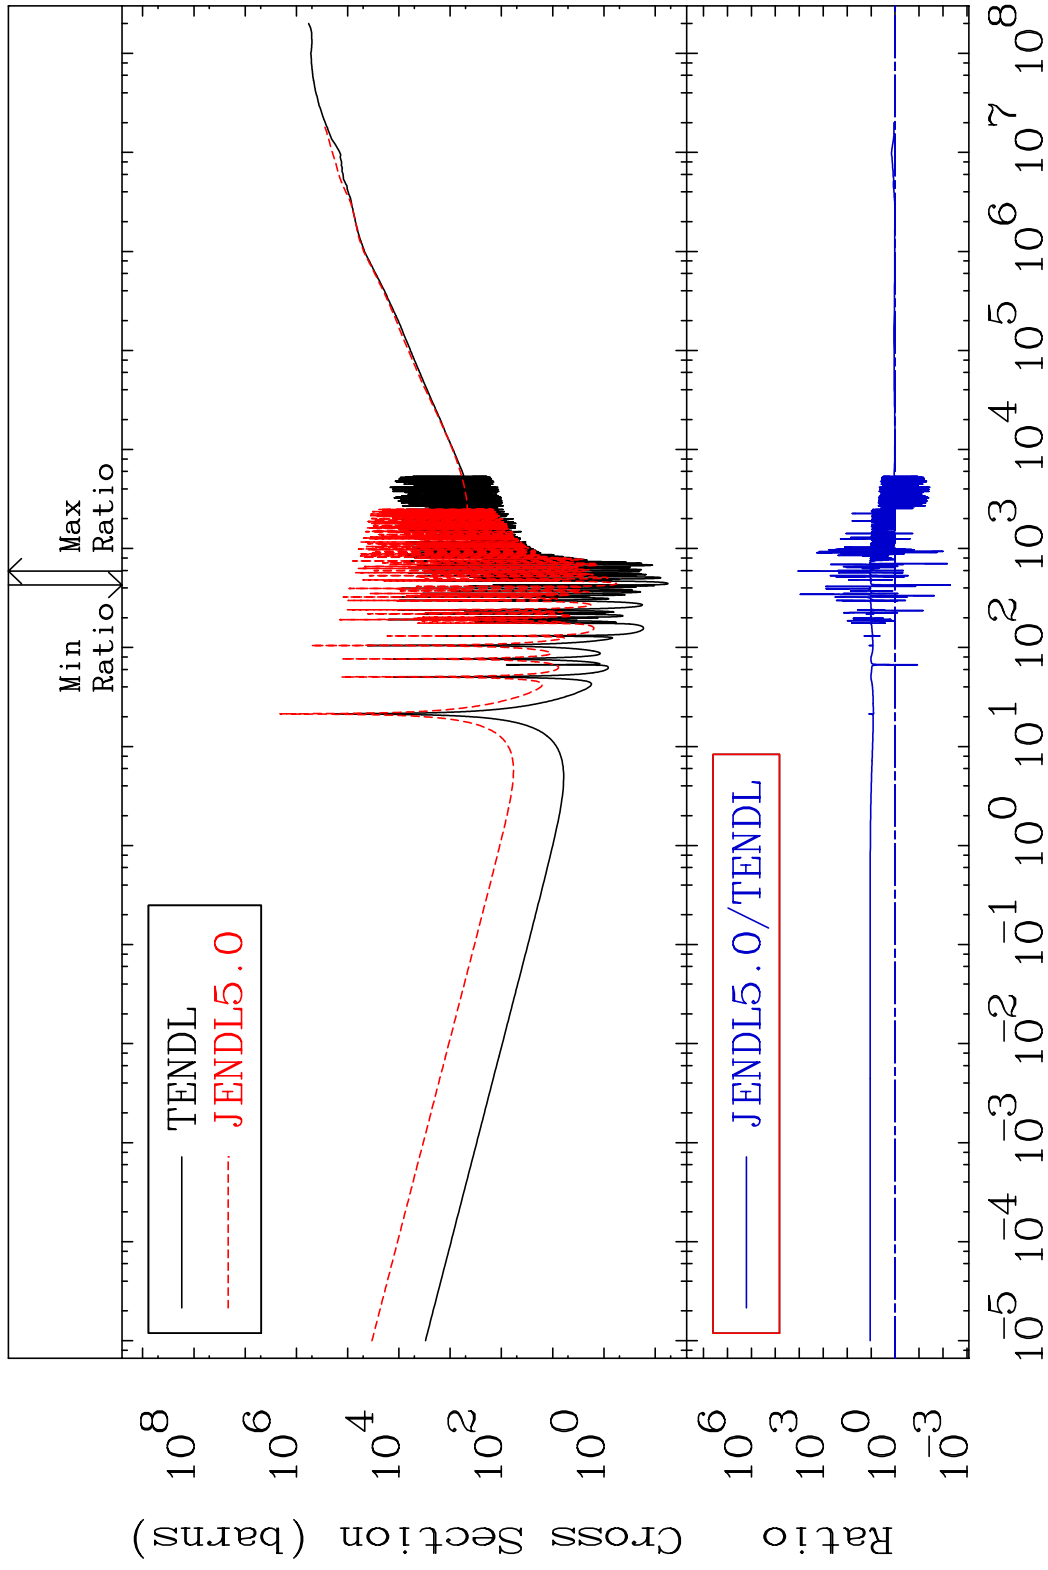 Min
Ratio
Max
Ratio
Cross Section (barns)
10^8
10^6
10^4
10^2
10^0
TENDL
JENDL5.0
Ratio
10^6
10^3
10^0
10^-3
JENDL5.0/TENDL
10^-5 10^-4 10^-3 10^-2 10^-1 10^0 10^1 10^2 10^3 10^4 10^5 10^6 10^7 10^8